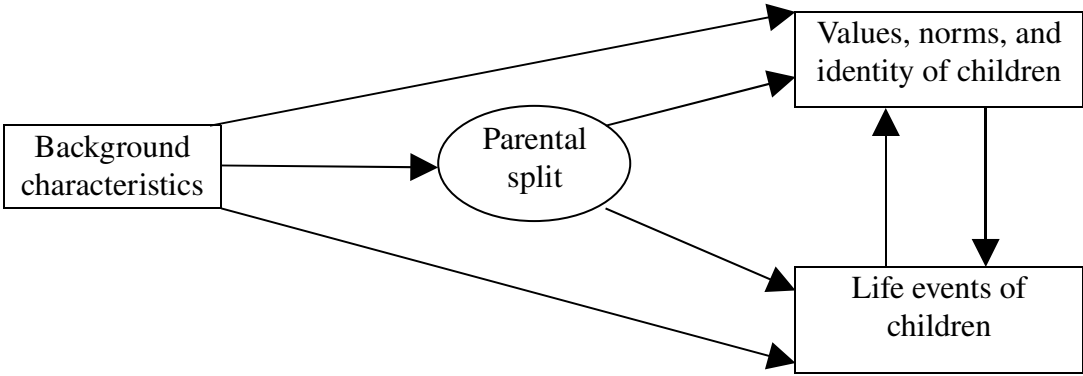 Values, norms, and
identity of children
Background
characteristics
Parental
split
Life events of
children